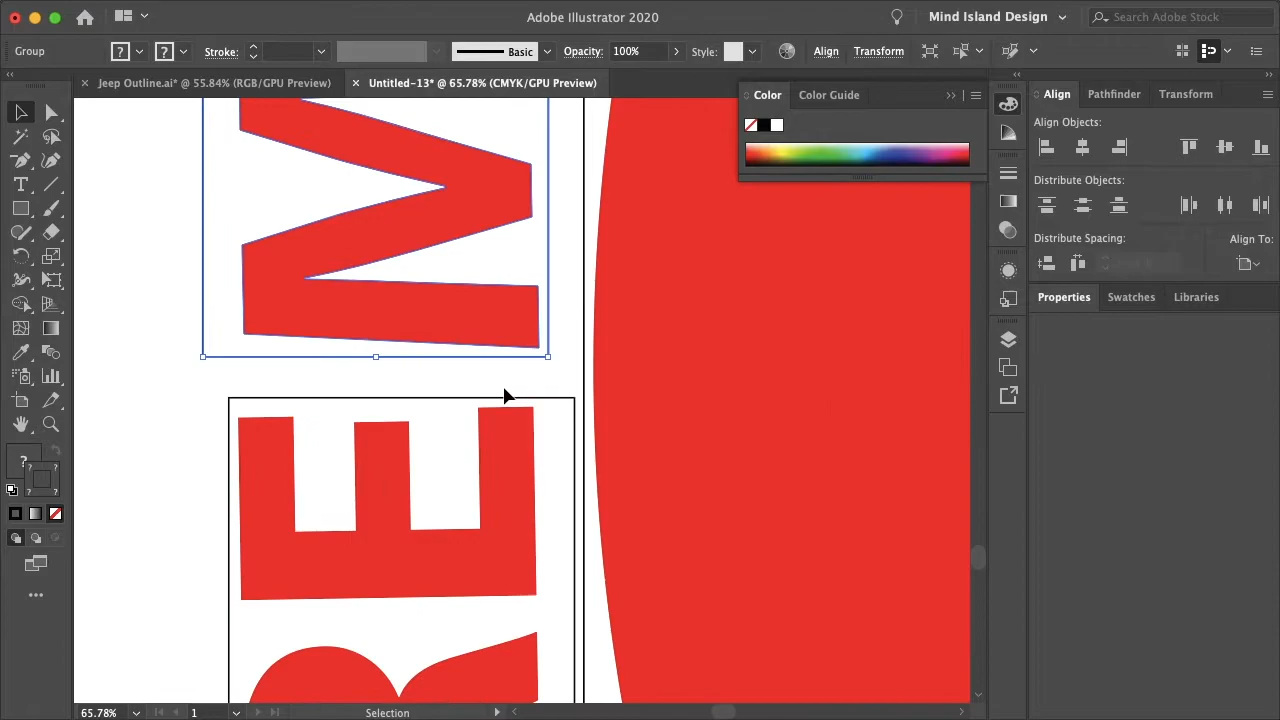 Adobe Illustrator 2020
Mind Island Design
Search Adobe Stock
Group
?
?
Stroke:
Basic
Opacity:
100%
Style:
Align
Transform
Jeep Outline.ai* @ 55.84% (RGB/GPU Preview)
Untitled-13* @ 65.78% (CMYK/GPU Preview)
Color
Color Guide
Align
Pathfinder
Transform
Align Objects:
Distribute Objects:
Distribute Spacing:
Align To:
Properties
Swatches
Libraries
M
E
R
?
?
?
?
?
65.78%
1
Selection